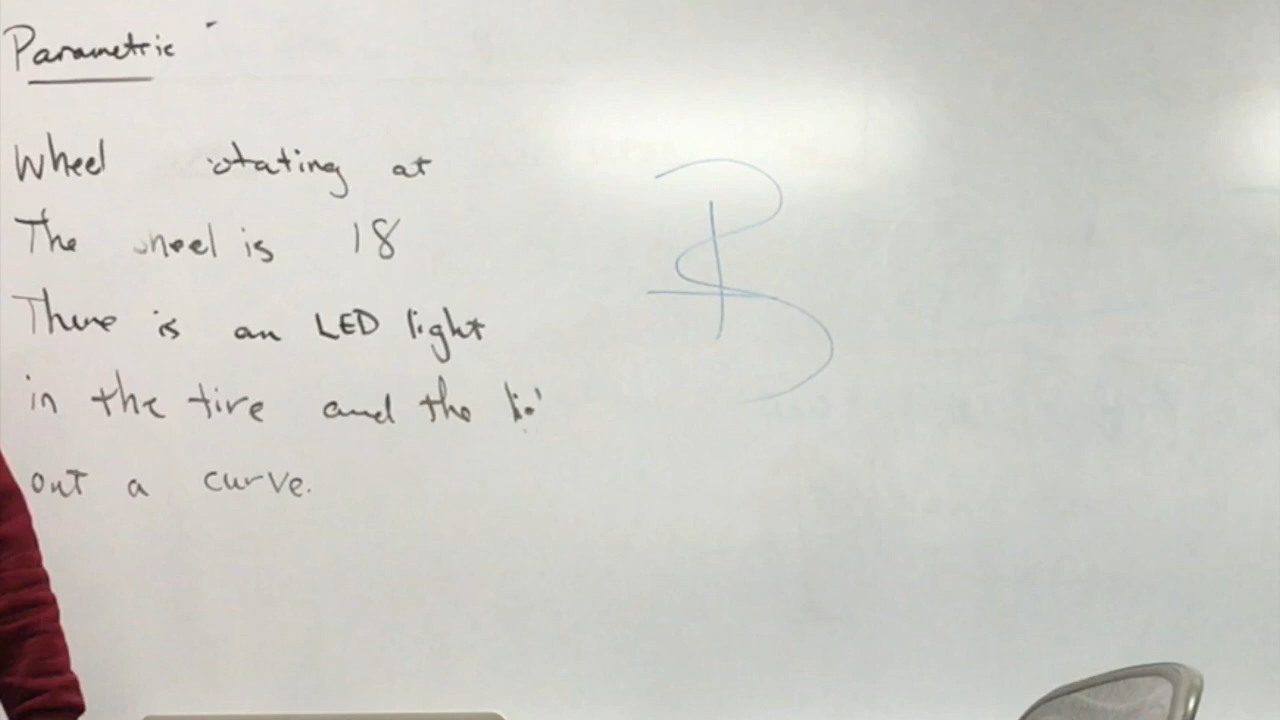 Parametric
Wheel otating at
The heel is 18
There is an LED light
in the tire and the
out a curve.